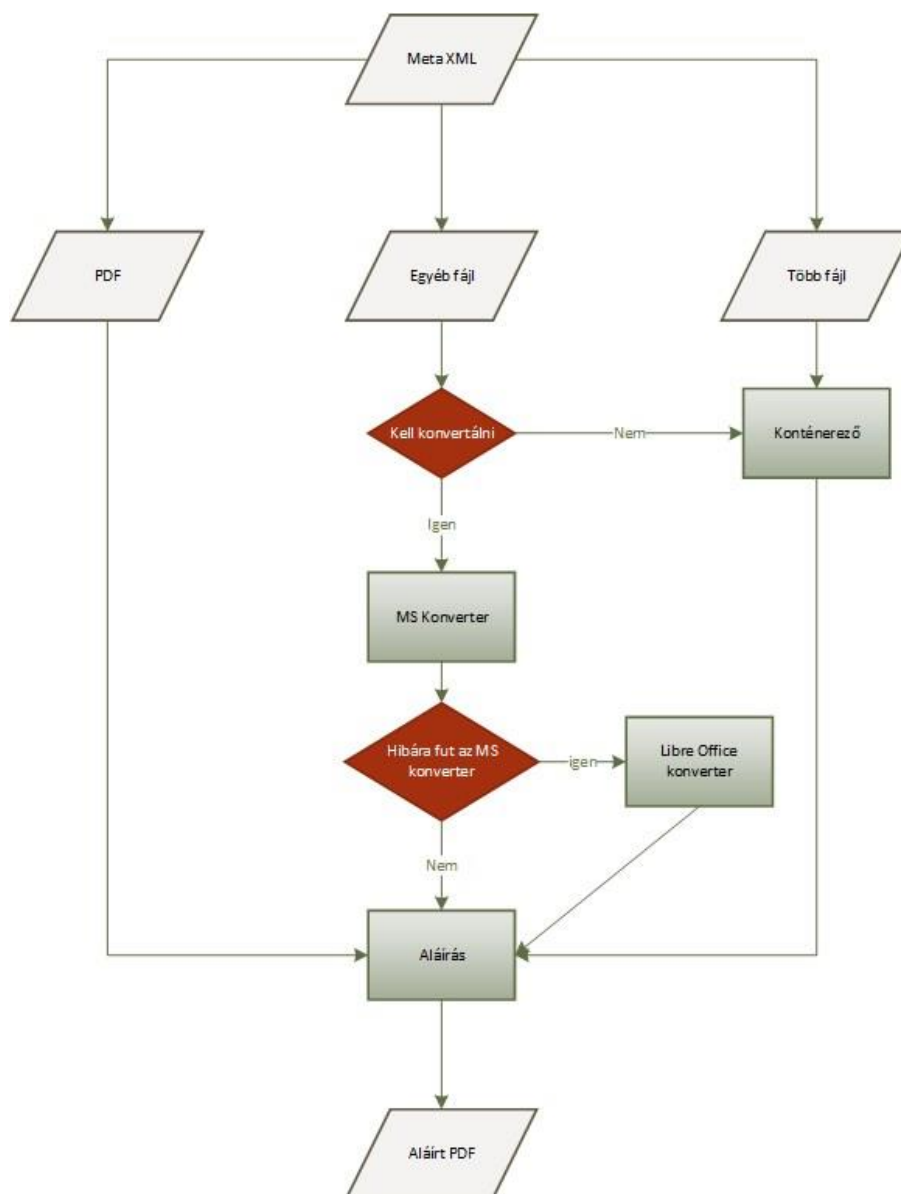 Meta XML
PDF
Egyéb fájl
Több fájl
Kell konvertálni
Nem
Konténerező
Igen
MS Konverter
Hibára fut az MS
konverter
igen
Libre Office
konverter
Nem
Aláírás
Aláírt PDF